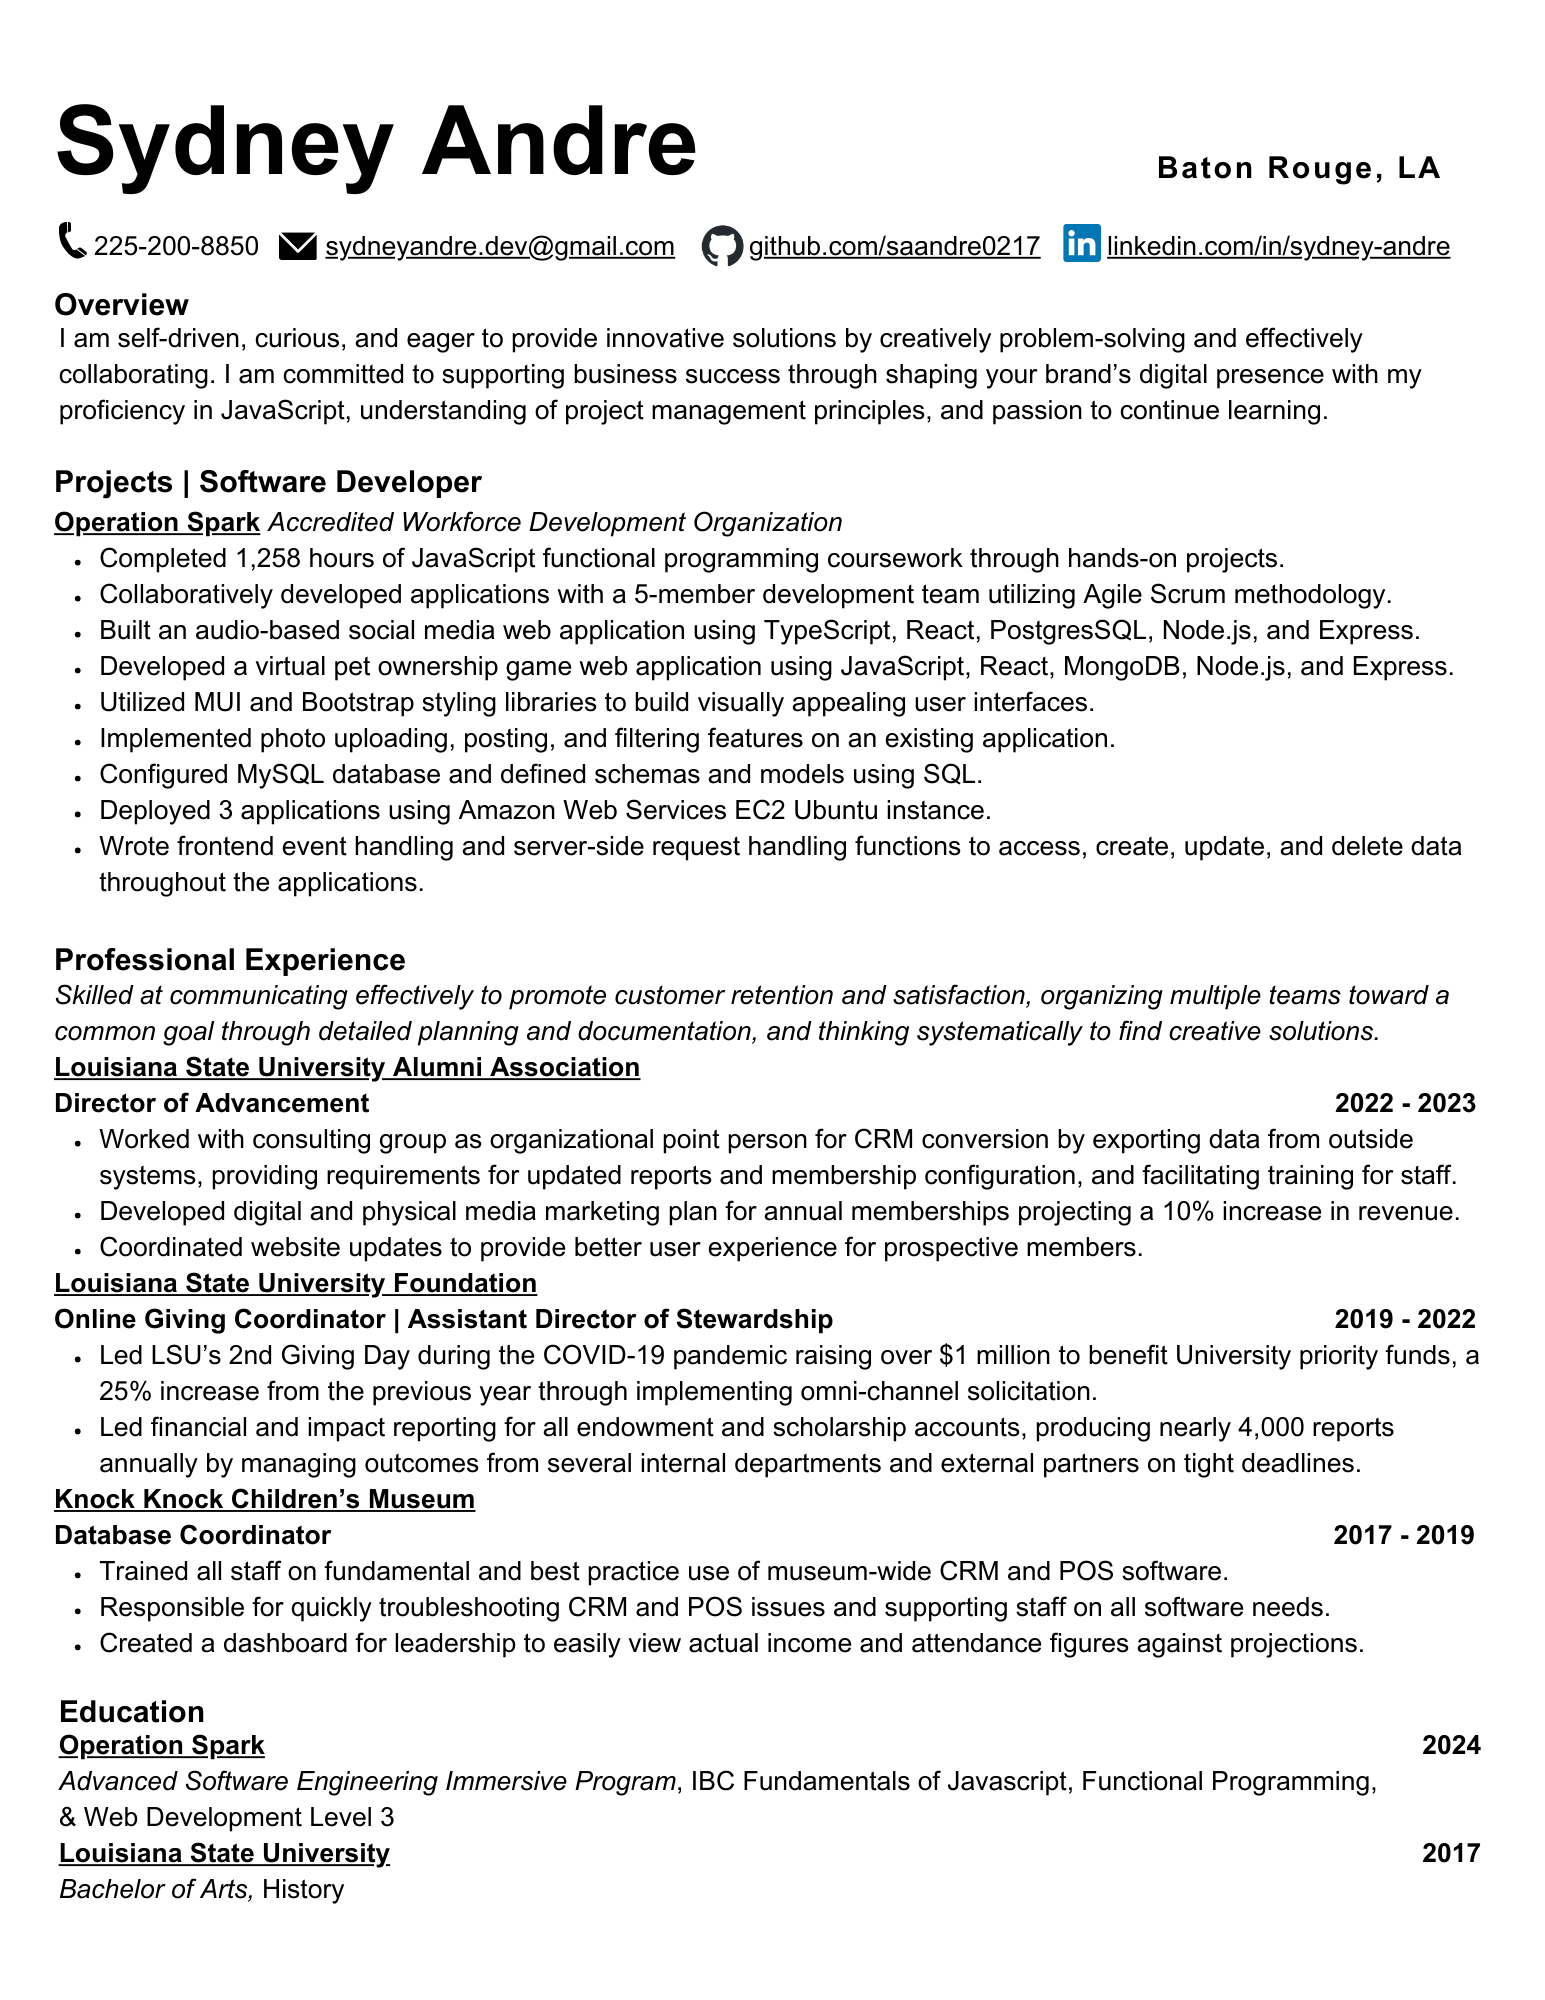 Sydney Andre
Baton Rouge, LA
225-200-8850 sydneyandre.dev@gmail.com github.com/saandre0217 linkedin.com/in/sydney-andre
Overview
I am self-driven, curious, and eager to provide innovative solutions by creatively problem-solving and effectively
collaborating. I am committed to supporting business success through shaping your brand’s digital presence with my
proficiency in JavaScript, understanding of project management principles, and passion to continue learning.
Projects | Software Developer
Operation Spark Accredited Workforce Development Organization
• Completed 1,258 hours of JavaScript functional programming coursework through hands-on projects.
• Collaboratively developed applications with a 5-member development team utilizing Agile Scrum methodology.
• Built an audio-based social media web application using TypeScript, React, PostgresSQL, Node.js, and Express.
• Developed a virtual pet ownership game web application using JavaScript, React, MongoDB, Node.js, and Express.
• Utilized MUI and Bootstrap styling libraries to build visually appealing user interfaces.
• Implemented photo uploading, posting, and filtering features on an existing application.
• Configured MySQL database and defined schemas and models using SQL.
• Deployed 3 applications using Amazon Web Services EC2 Ubuntu instance.
• Wrote frontend event handling and server-side request handling functions to access, create, update, and delete data
throughout the applications.
Professional Experience
Skilled at communicating effectively to promote customer retention and satisfaction, organizing multiple teams toward a
common goal through detailed planning and documentation, and thinking systematically to find creative solutions.
Louisiana State University Alumni Association
Director of Advancement 2022 - 2023
• Worked with consulting group as organizational point person for CRM conversion by exporting data from outside
systems, providing requirements for updated reports and membership configuration, and facilitating training for staff.
• Developed digital and physical media marketing plan for annual memberships projecting a 10% increase in revenue.
• Coordinated website updates to provide better user experience for prospective members.
Louisiana State University Foundation
Online Giving Coordinator | Assistant Director of Stewardship 2019 - 2022
• Led LSU’s 2nd Giving Day during the COVID-19 pandemic raising over $1 million to benefit University priority funds, a
25% increase from the previous year through implementing omni-channel solicitation.
• Led financial and impact reporting for all endowment and scholarship accounts, producing nearly 4,000 reports
annually by managing outcomes from several internal departments and external partners on tight deadlines.
Knock Knock Children’s Museum
Database Coordinator 2017 - 2019
• Trained all staff on fundamental and best practice use of museum-wide CRM and POS software.
• Responsible for quickly troubleshooting CRM and POS issues and supporting staff on all software needs.
• Created a dashboard for leadership to easily view actual income and attendance figures against projections.
Education
Operation Spark 2024
Advanced Software Engineering Immersive Program, IBC Fundamentals of Javascript, Functional Programming,
& Web Development Level 3
Louisiana State University 2017
Bachelor of Arts, History